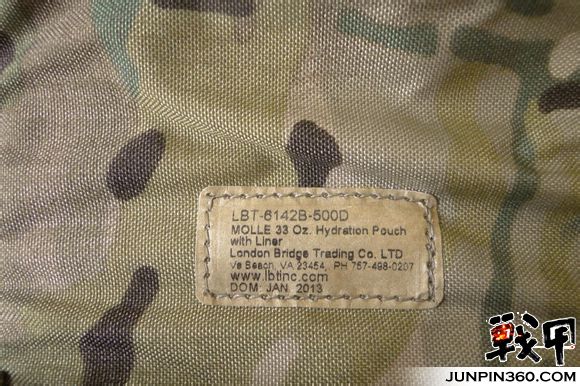 LBT-6142B-500D
MOLLE 33 Oz. Hydration Pouch
with Liner
London Bridge Trading Co. LTD
Va Beach, VA 23454, PH 757-498-0207
www.lbtinc.com
DOM: JAN. 2013
戰甲
JUNPIN360.COM